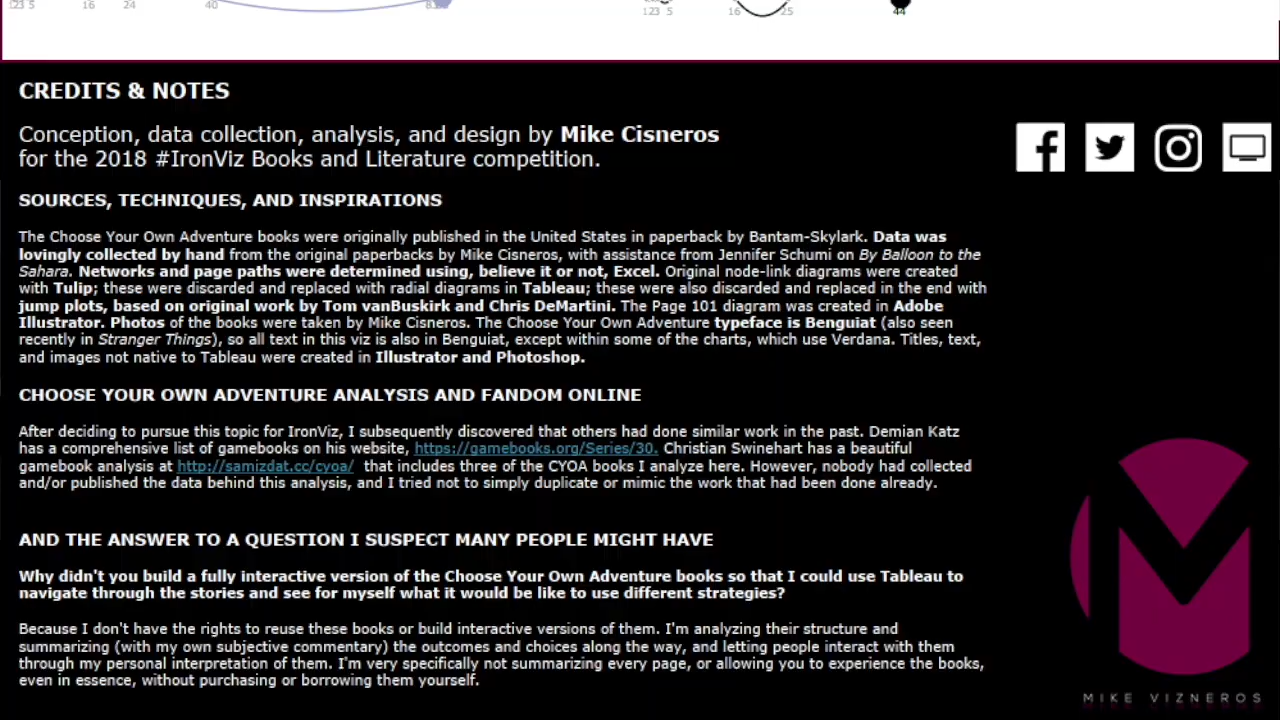 123 5 16 24 40
123 5 16 25 44
CREDITS & NOTES
Conception, data collection, analysis, and design by Mike Cisneros
for the 2018 #IronViz Books and Literature competition.
SOURCES, TECHNIQUES, AND INSPIRATIONS
The Choose Your Own Adventure books were originally published in the United States in paperback by Bantam-Skylark. Data was
lovingly collected by hand from the original paperbacks by Mike Cisneros, with assistance from Jennifer Schumi on By Balloon to the
Sahara. Networks and page paths were determined using, believe it or not, Excel. Original node-link diagrams were created
with Tulip; these were discarded and replaced with radial diagrams in Tableau; these were also discarded and replaced in the end with
jump plots, based on original work by Tom vanBuskirk and Chris DeMartini. The Page 101 diagram was created in Adobe
Illustrator. Photos of the books were taken by Mike Cisneros. The Choose Your Own Adventure typeface is Benguiat (also seen
recently in Stranger Things), so all text in this viz is also in Benguiat, except within some of the charts, which use Verdana. Titles, text,
and images not native to Tableau were created in Illustrator and Photoshop.
CHOOSE YOUR OWN ADVENTURE ANALYSIS AND FANDOM ONLINE
After deciding to pursue this topic for IronViz, I subsequently discovered that others had done similar work in the past. Demian Katz
has a comprehensive list of gamebooks on his website, https://gamebooks.org/Series/30. Christian Swinehart has a beautiful
gamebook analysis at http://samizdat.cc/cyoa/ that includes three of the CYOA books I analyze here. However, nobody had collected
and/or published the data behind this analysis, and I tried not to simply duplicate or mimic the work that had been done already.
AND THE ANSWER TO A QUESTION I SUSPECT MANY PEOPLE MIGHT HAVE
Why didn't you build a fully interactive version of the Choose Your Own Adventure books so that I could use Tableau to
navigate through the stories and see for myself what it would be like to use different strategies?
Because I don't have the rights to reuse these books or build interactive versions of them. I'm analyzing their structure and
summarizing (with my own subjective commentary) the outcomes and choices along the way, and letting people interact with them
through my personal interpretation of them. I'm very specifically not summarizing every page, or allowing you to experience the books,
even in essence, without purchasing or borrowing them yourself.
MIKE VIZNEROS